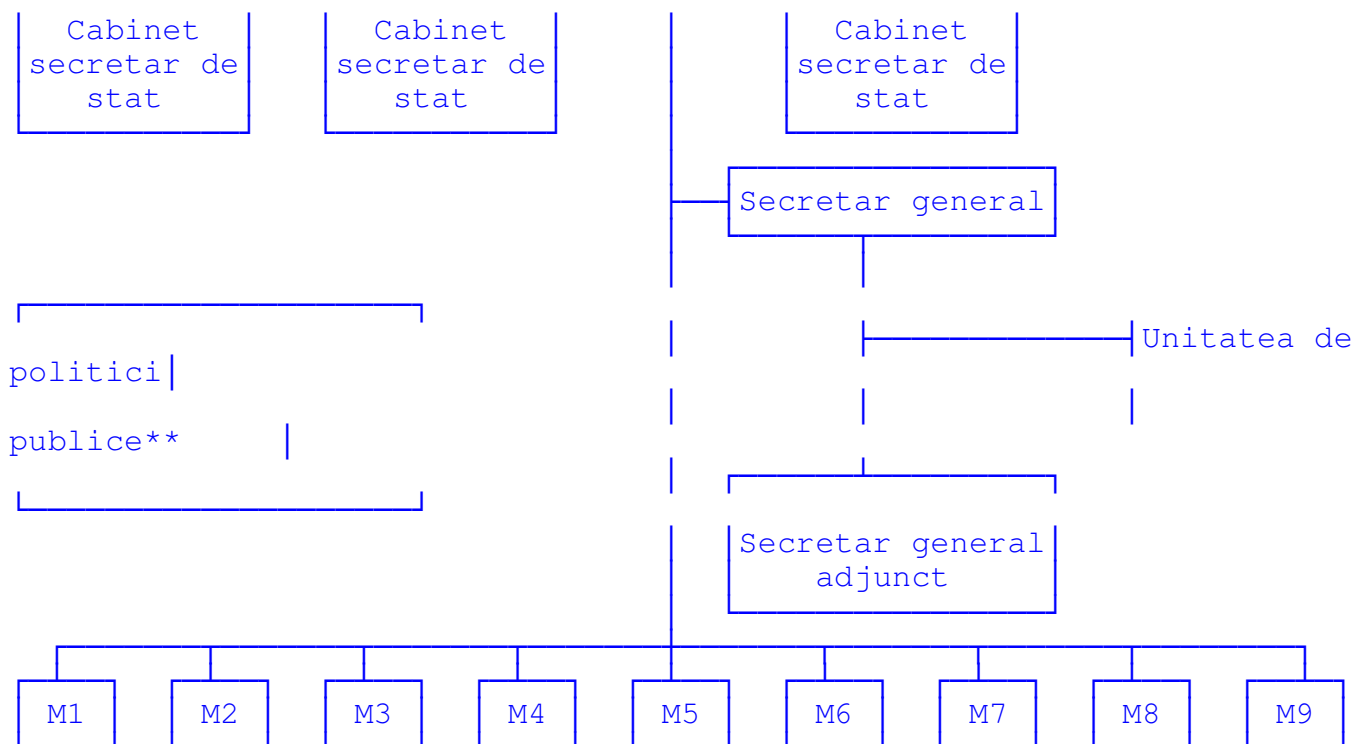 Cabinet Cabinet Cabinet
secretar de secretar de secretar de
stat stat stat
Secretar general
Unitatea de
politici
publice**
Secretar general
adjunct
M1 M2 M3 M4 M5 M6 M7 M8 M9